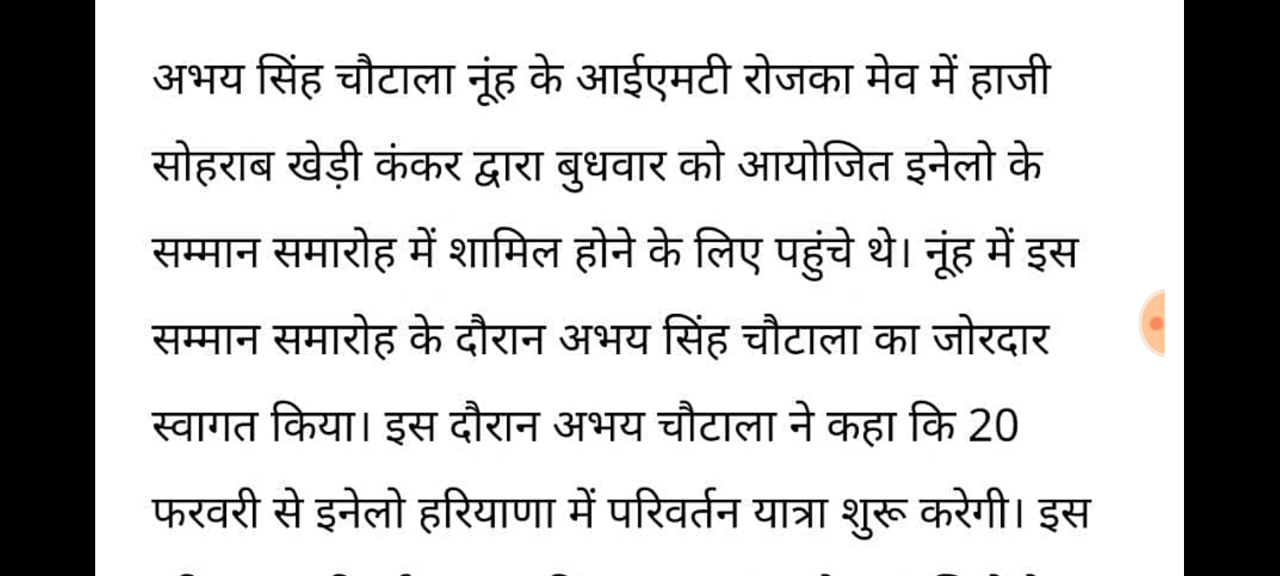 अभय सिंह चौटाला नूंह के आईएमटी रोजका मेव में हाजी
सोहराब खेड़ी कंकर द्वारा बुधवार को आयोजित इनेलो के
सम्मान समारोह में शामिल होने के लिए पहुंचे थे। नूंह में इस
सम्मान समारोह के दौरान अभय सिंह चौटाला का जोरदार
स्वागत किया। इस दौरान अभय चौटाला ने कहा कि 20
फरवरी से इनेलो हरियाणा में परिवर्तन यात्रा शुरू करेगी। इस